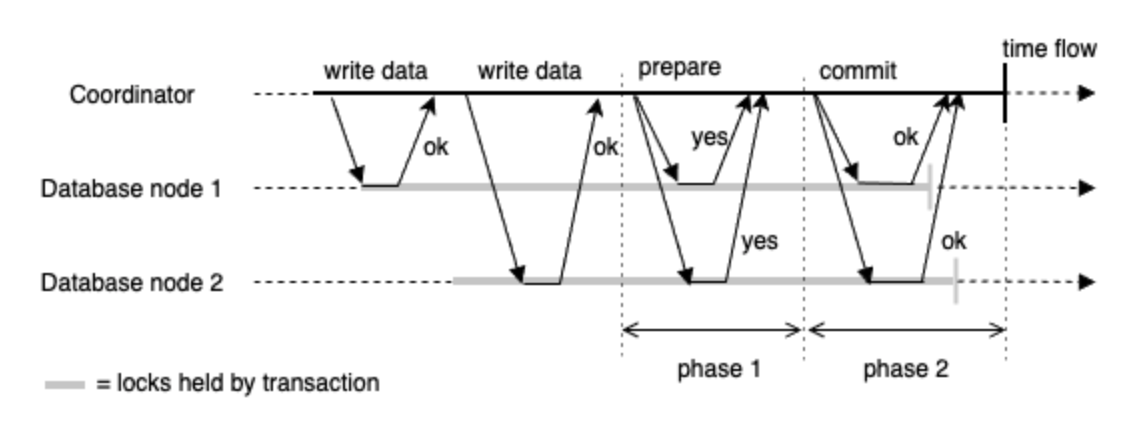 time flow
write data
write data
prepare
commit
Coordinator
ok
ok
yes
ok
Database node 1
yes
ok
Database node 2
phase 1
phase 2
= locks held by transaction